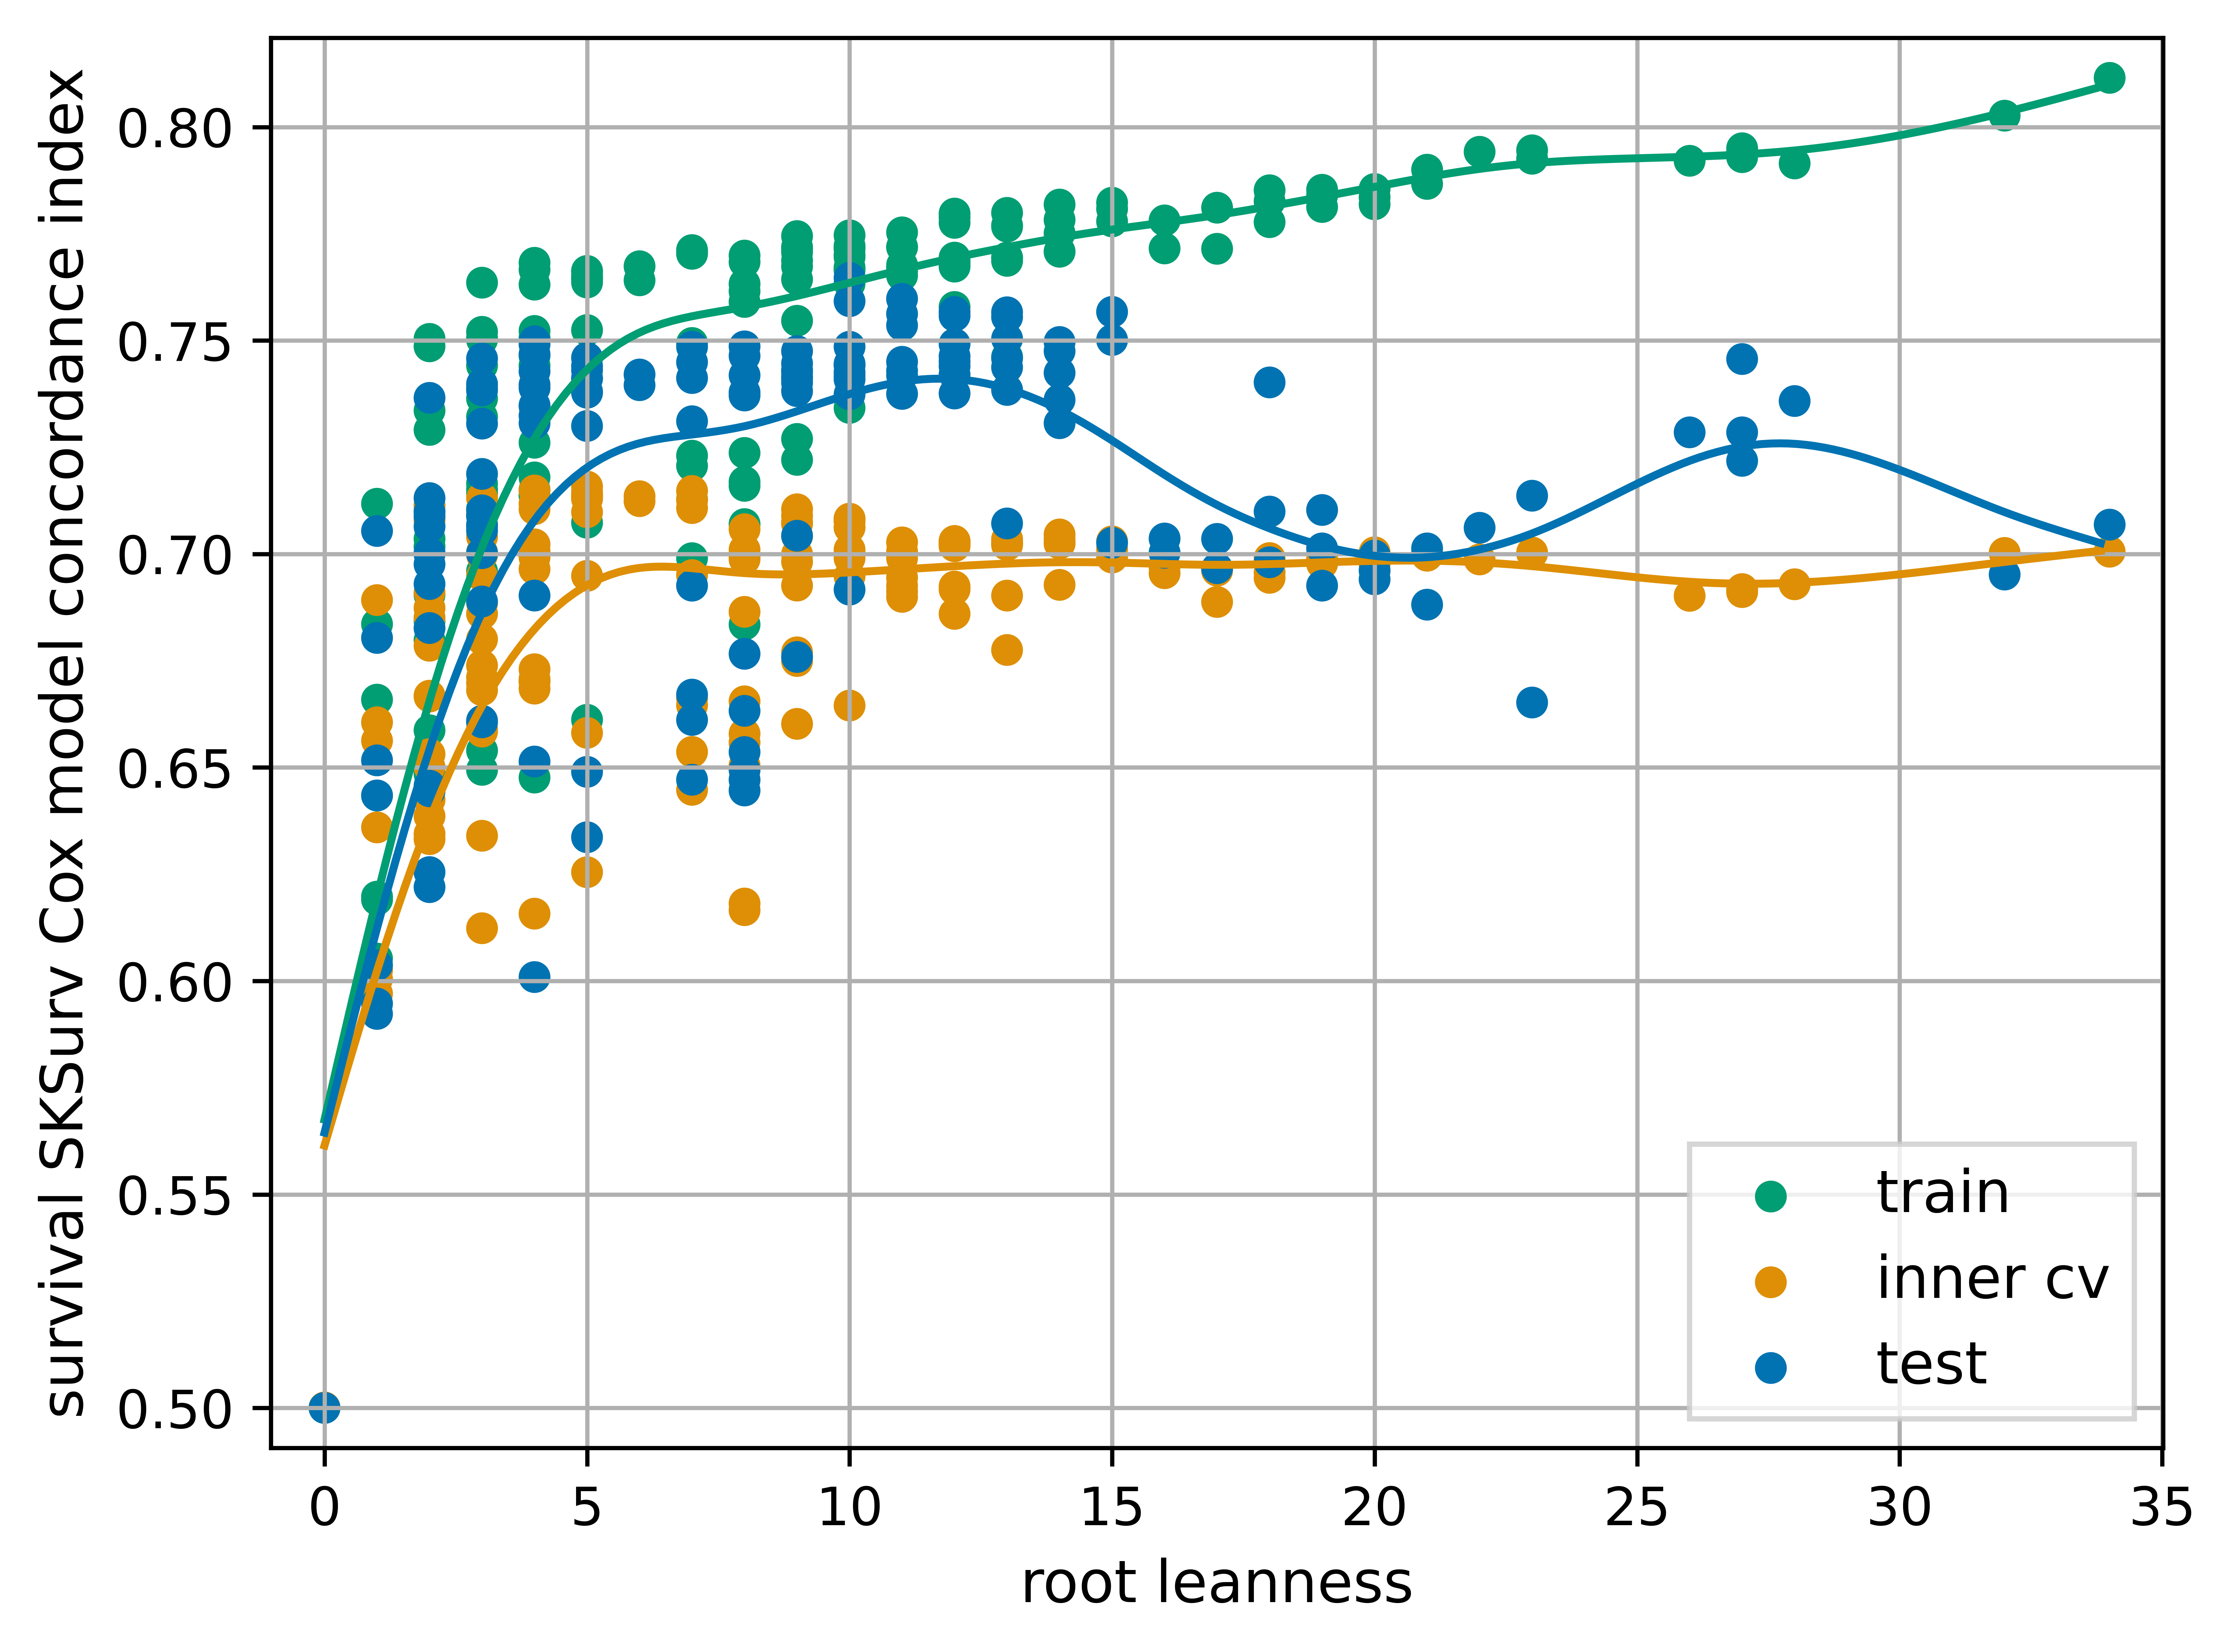 survival SKSurv Cox model concordance index
0.80
0.75
0.70
0.65
0.60
0.55
0.50
0 5 10 15 20 25 30 35
root leanness
train
inner cv
test